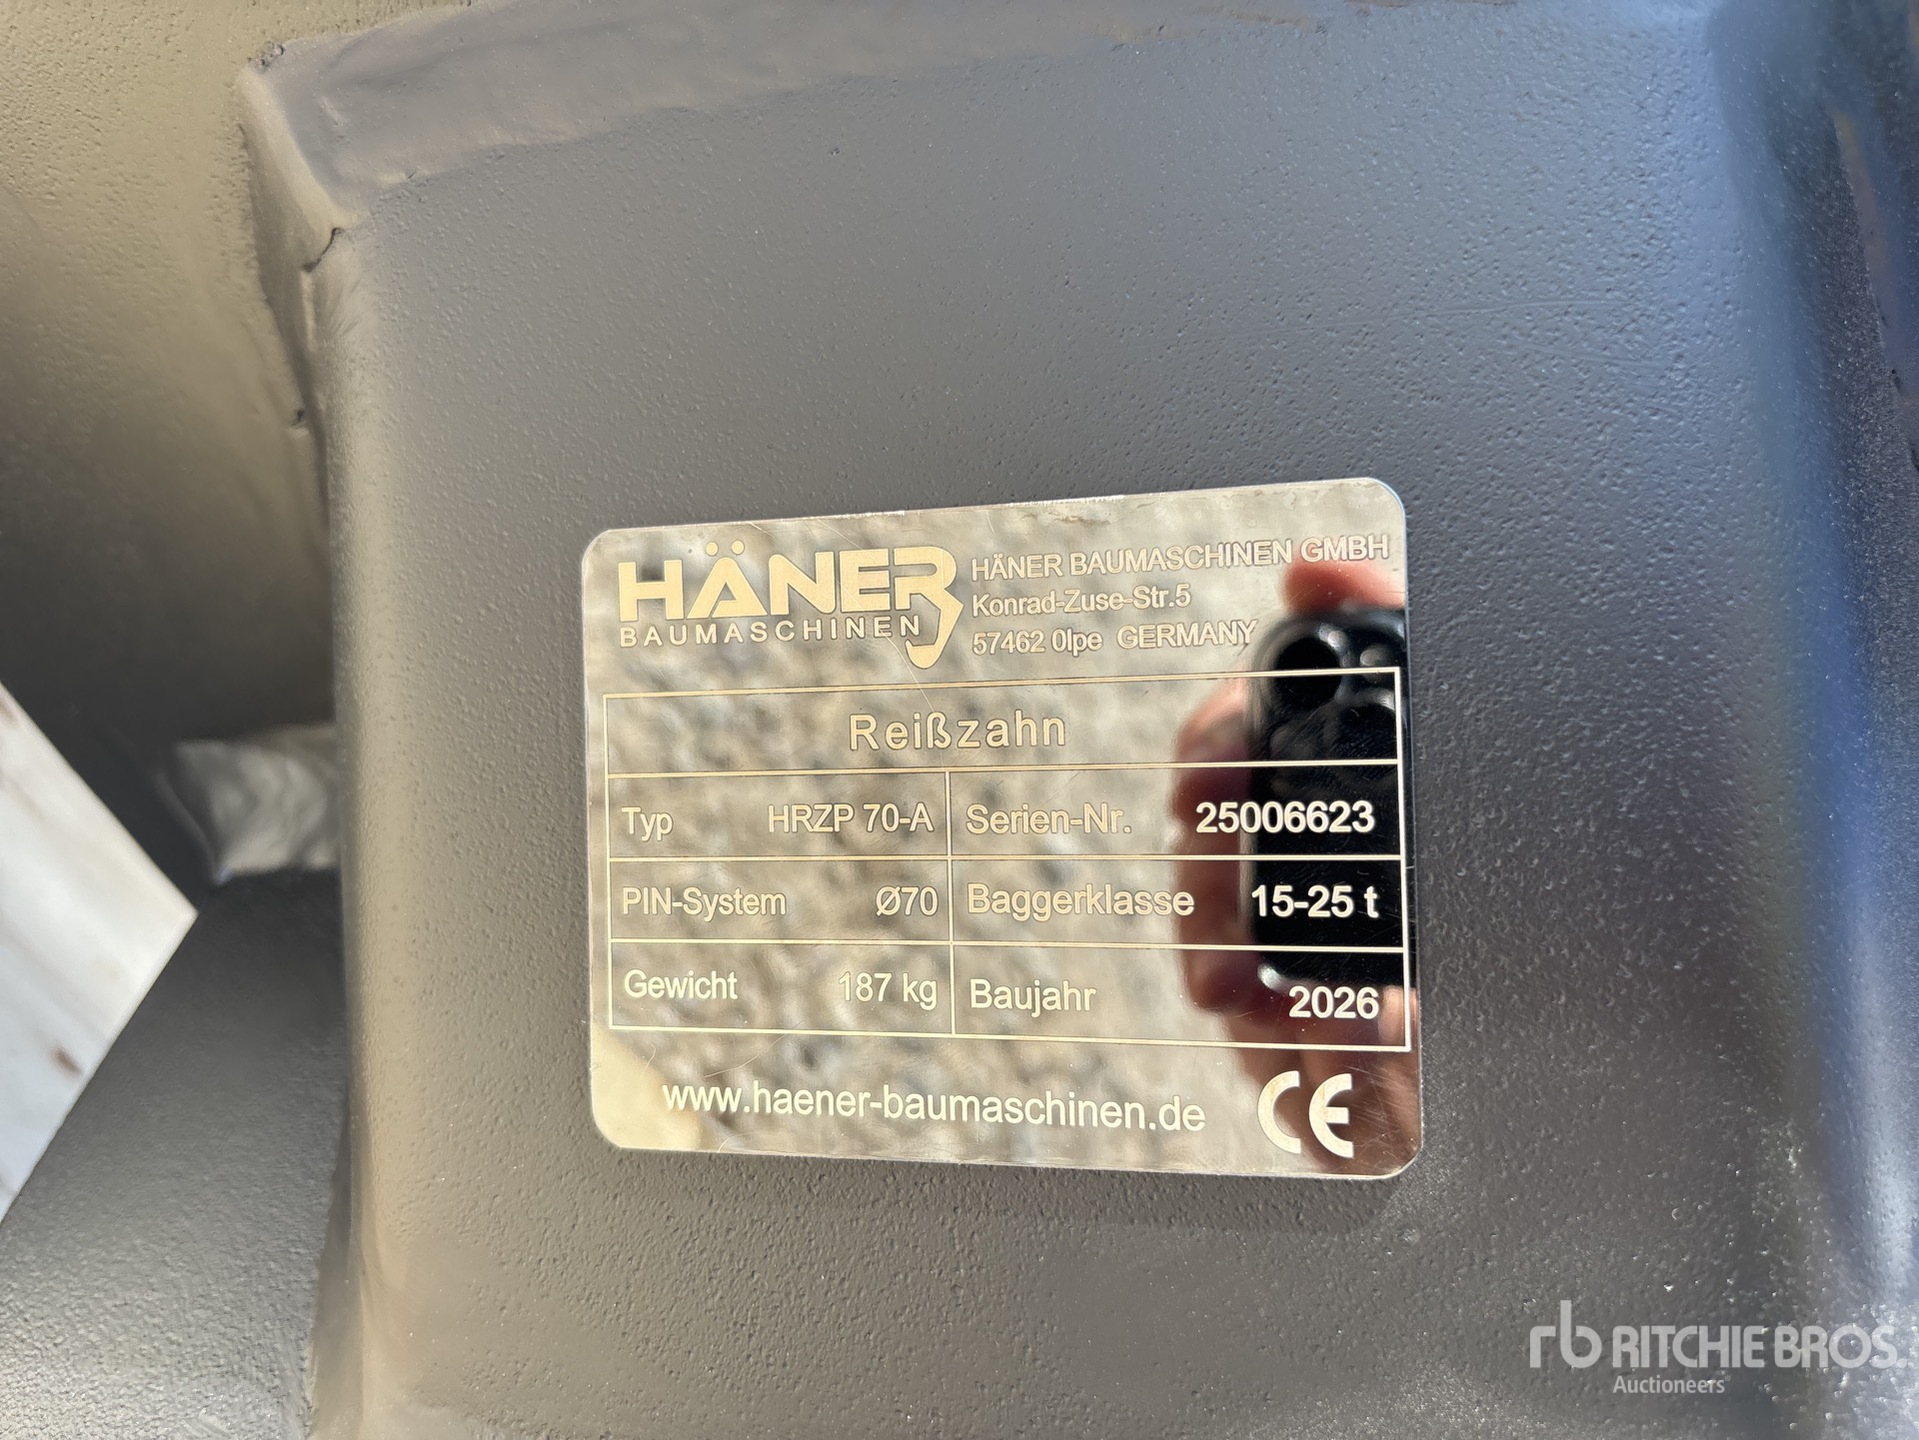 HÄNER
BAUMASCHINEN
HÄNER BAUMASCHINEN GMBH
Konrad-Zuse-Str.5
57462 Olpe GERMANY
Reißzahn
Typ HRZP 70-A Serien-Nr. 25006623
PIN-System Ø70 Baggerklasse 15-25 t
Gewicht 187 kg Baujahr 2026
www.haener-baumaschinen.de CE
rb RITCHIE BROS.
Auctioneers